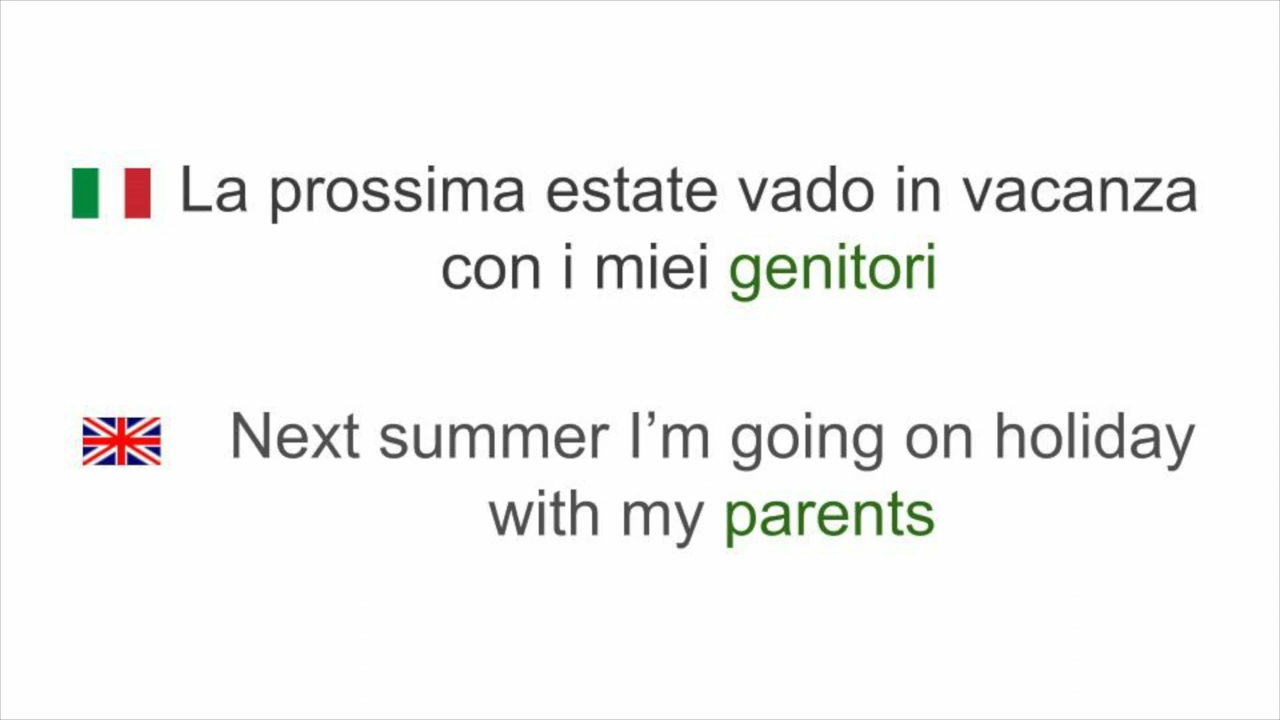 La prossima estate vado in vacanza
con i miei genitori
Next summer I’m going on holiday
with my parents